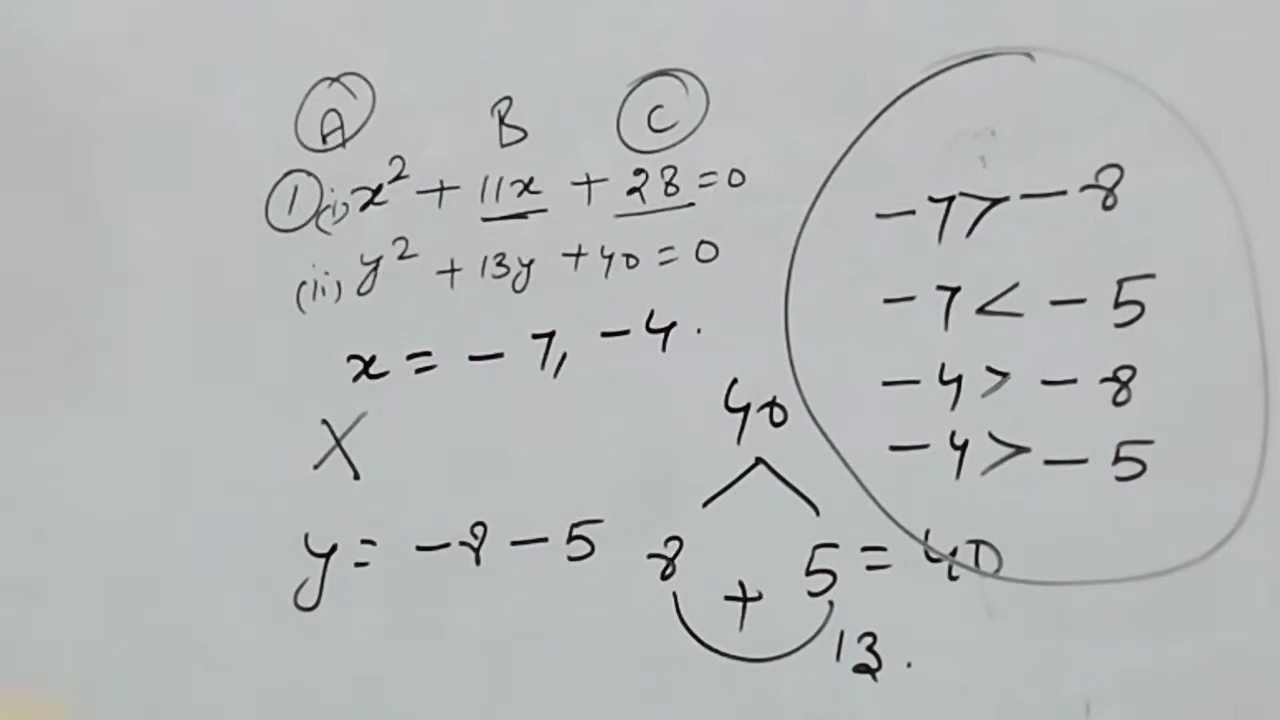 A B C
① (i) x² + 11x + 28 = 0
(ii) y² + 13y + 40 = 0
x = - 7, - 4.
X
y = - 8 - 5
40
8 + 5 = 40
13.
- 7 > - 8
- 7 < - 5
- 4 > - 8
- 4 > - 5